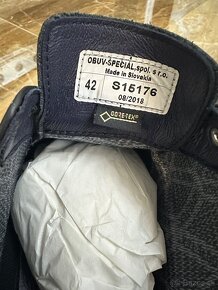 OBUV-SPECIAL, spol. s r.o.
Made in Slovakia
42
S15176
08/2018
GORE-TEX